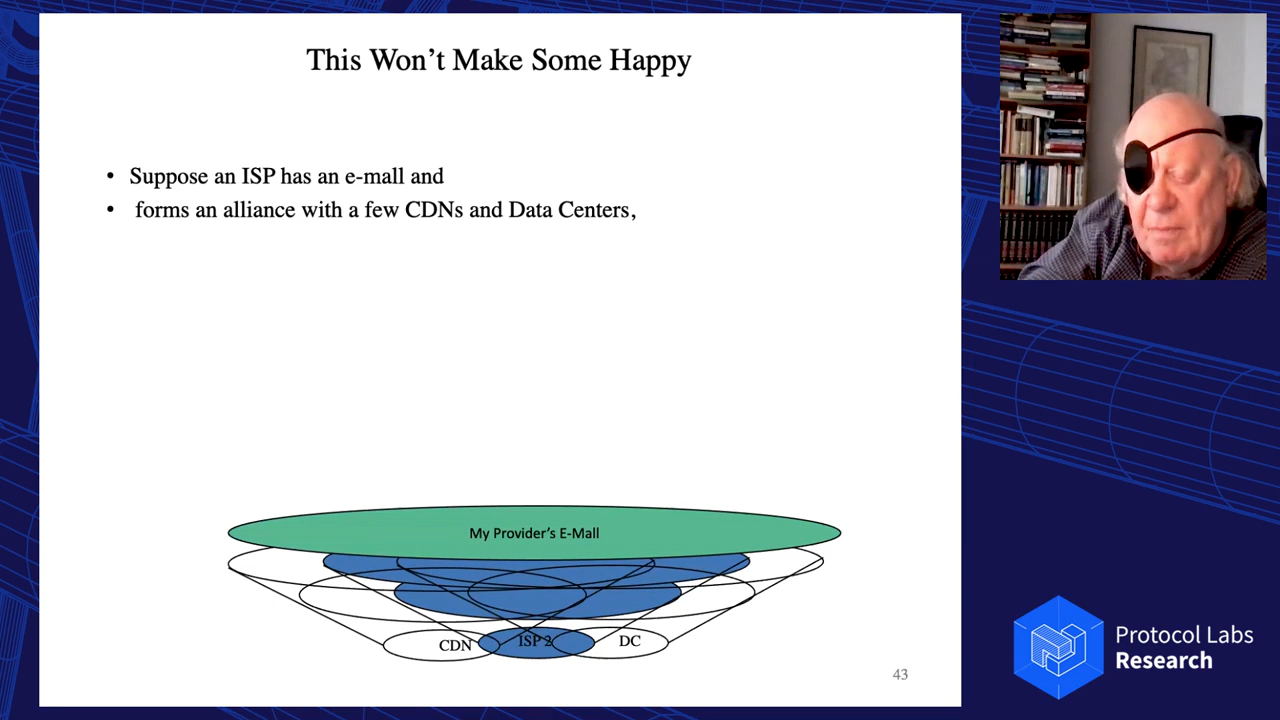 This Won’t Make Some Happy
• Suppose an ISP has an e-mall and
• forms an alliance with a few CDNs and Data Centers,
My Provider’s E-Mall
CDN
ISP 2
DC
43
Protocol Labs
Research